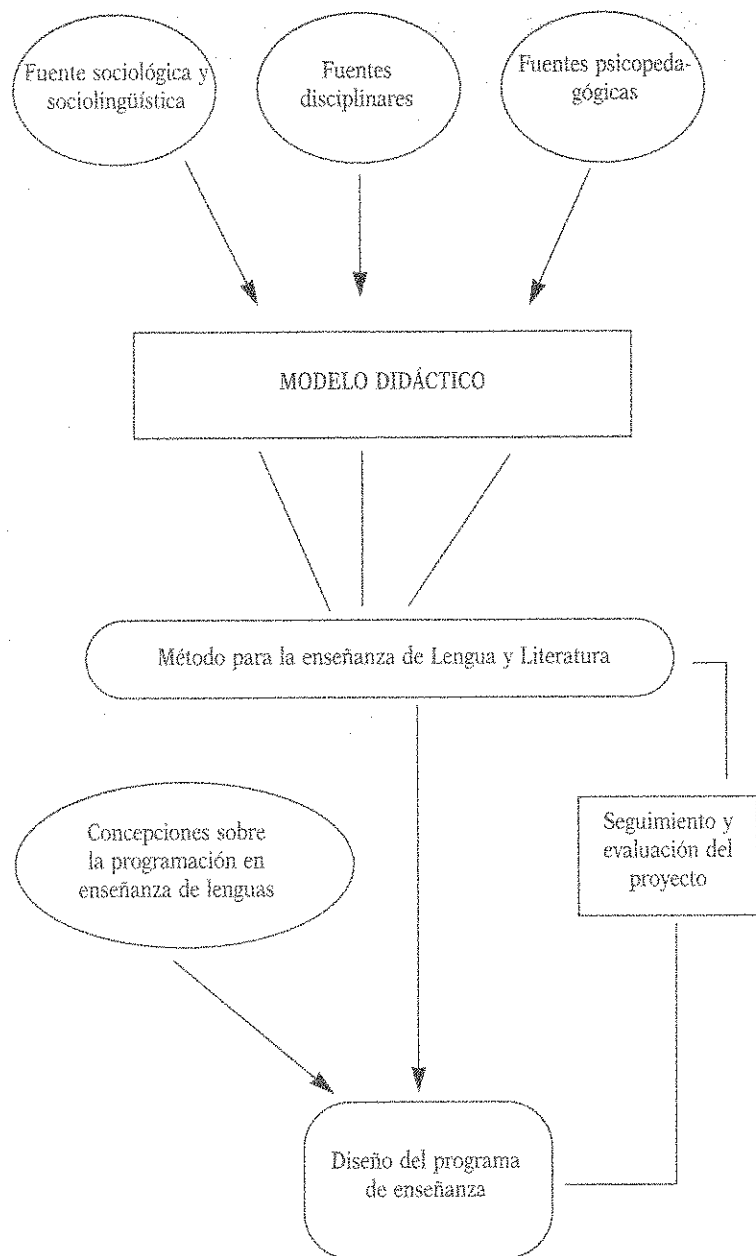 Fuente sociológica y
sociolingüística
Fuentes
disciplinares
Fuentes psicopeda-
gógicas
MODELO DIDÁCTICO
Método para la enseñanza de Lengua y Literatura
Concepciones sobre
la programación en
enseñanza de lenguas
Seguimiento y
evaluación del
proyecto
Diseño del programa
de enseñanza